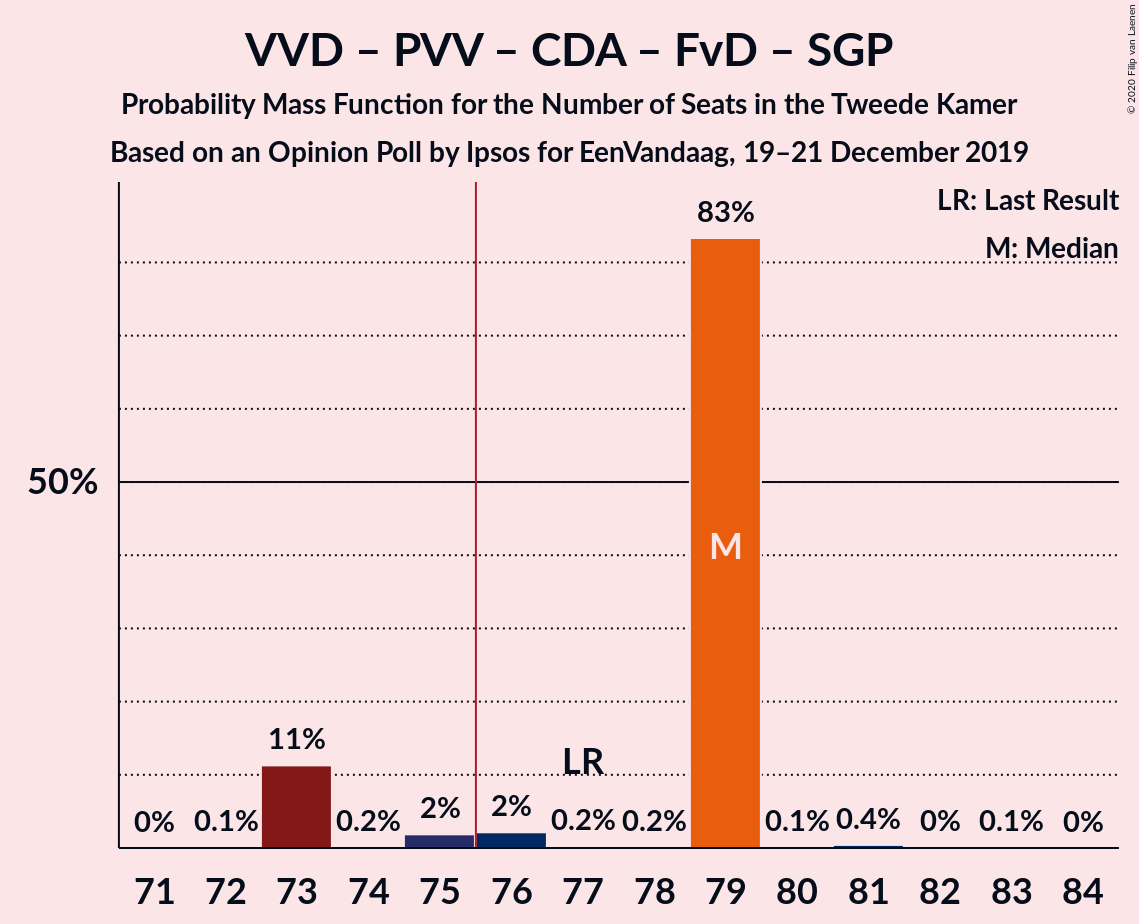 VVD – PVV – CDA – FvD – SGP
Probability Mass Function for the Number of Seats in the Tweede Kamer
Based on an Opinion Poll by Ipsos for EenVandaag, 19–21 December 2019
© 2020 Filip van Laenen
LR: Last Result
M: Median
83%
50%
M
11%
LR
0% 0.1% 0.2% 2% 2% 0.2% 0.2% 0.1% 0.4% 0% 0.1% 0%
71 72 73 74 75 76 77 78 79 80 81 82 83 84